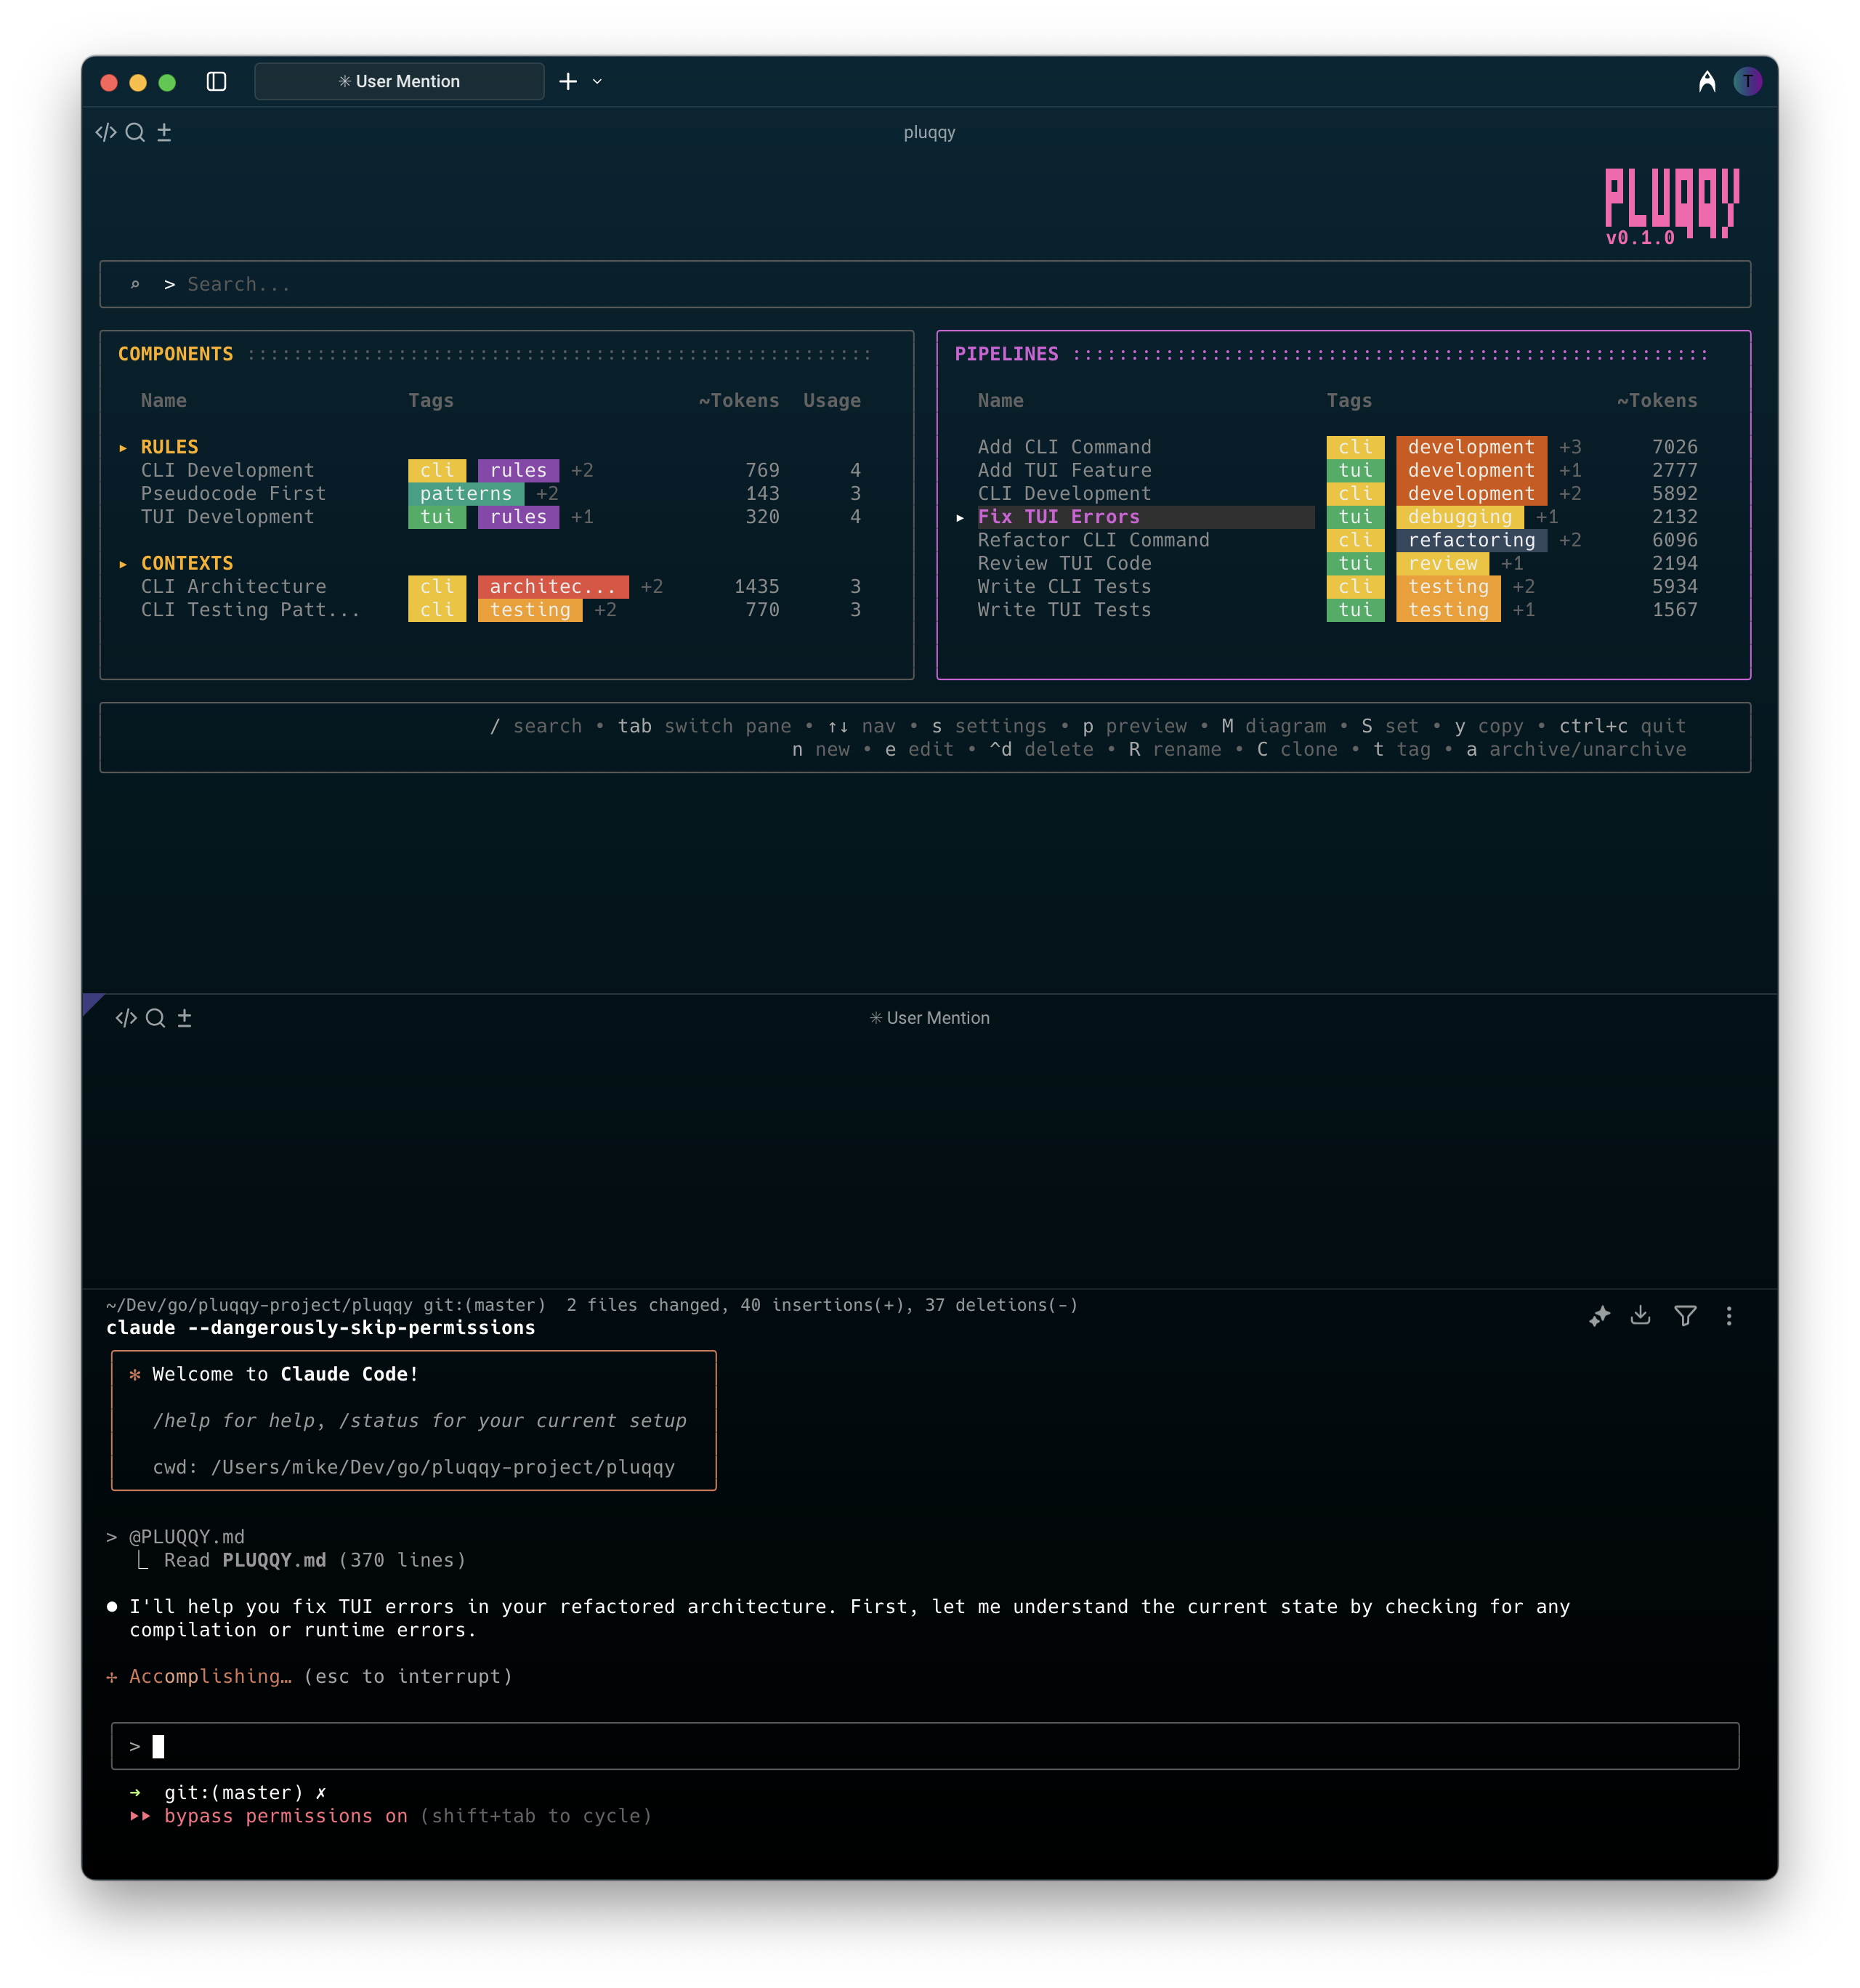 ✳ User Mention
T
pluqqy
PLUQQY
v0.1.0
> Search...
COMPONENTS ::::::::::::::::::::::::::::::::::::::::::::::::::::::
Name Tags ~Tokens Usage
▸ RULES
CLI Development cli rules +2 769 4
Pseudocode First patterns +2 143 3
TUI Development tui rules +1 320 4
▸ CONTEXTS
CLI Architecture cli architec... +2 1435 3
CLI Testing Patt... cli testing +2 770 3
PIPELINES :::::::::::::::::::::::::::::::::::::::::::::::::::::::
Name Tags ~Tokens
Add CLI Command cli development +3 7026
Add TUI Feature tui development +1 2777
CLI Development cli development +2 5892
▸ Fix TUI Errors tui debugging +1 2132
Refactor CLI Command cli refactoring +2 6096
Review TUI Code tui review +1 2194
Write CLI Tests cli testing +2 5934
Write TUI Tests tui testing +1 1567
/ search • tab switch pane • ↑↓ nav • s settings • p preview • M diagram • S set • y copy • ctrl+c quit
n new • e edit • ^d delete • R rename • C clone • t tag • a archive/unarchive
✳ User Mention
~/Dev/go/pluqqy-project/pluqqy git:(master) 2 files changed, 40 insertions(+), 37 deletions(-)
claude --dangerously-skip-permissions
✻ Welcome to Claude Code!
/help for help, /status for your current setup
cwd: /Users/mike/Dev/go/pluqqy-project/pluqqy
> @PLUQQY.md
⎿ Read PLUQQY.md (370 lines)
● I'll help you fix TUI errors in your refactored architecture. First, let me understand the current state by checking for any
compilation or runtime errors.
✢ Accomplishing… (esc to interrupt)
>
➜ git:(master) ✗
⏵⏵ bypass permissions on (shift+tab to cycle)